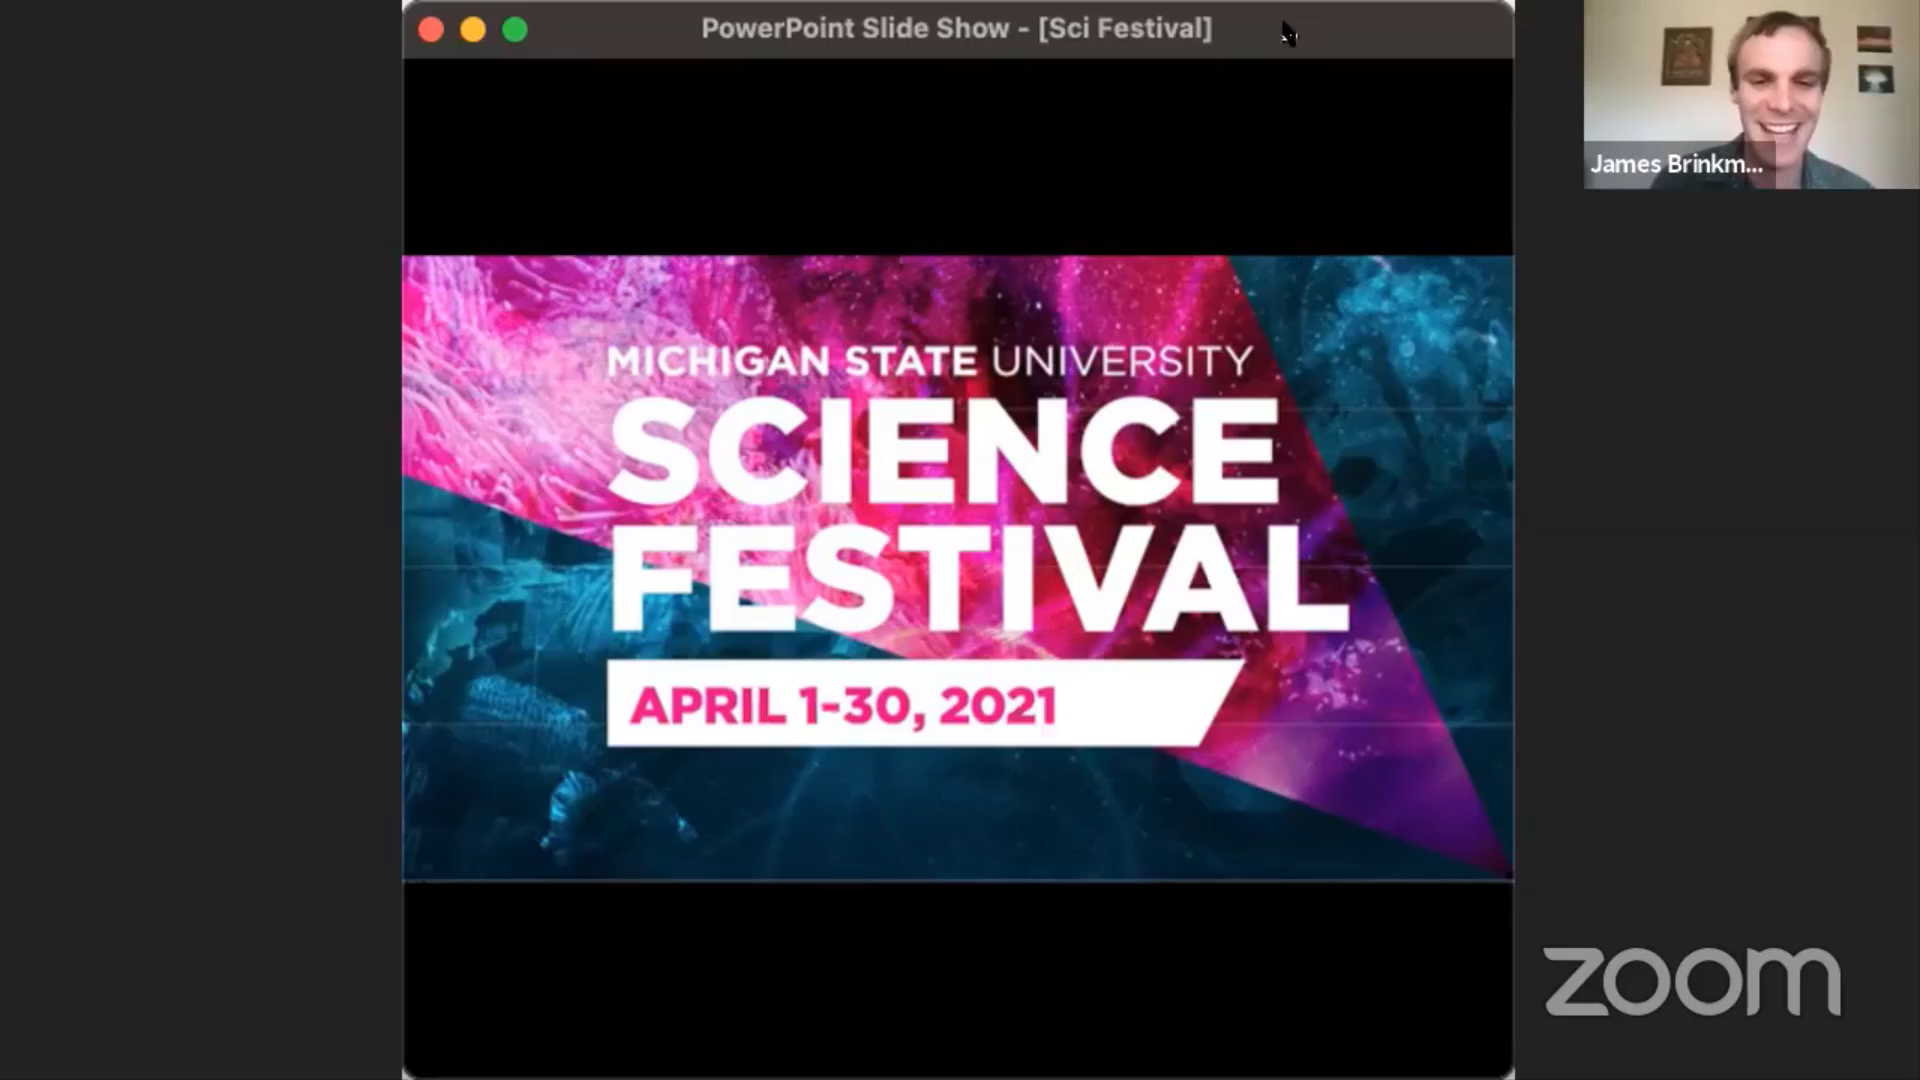 PowerPoint Slide Show - [Sci Festival]
James Brinkm...
MICHIGAN STATE UNIVERSITY
SCIENCE
FESTIVAL
APRIL 1-30, 2021
zoom